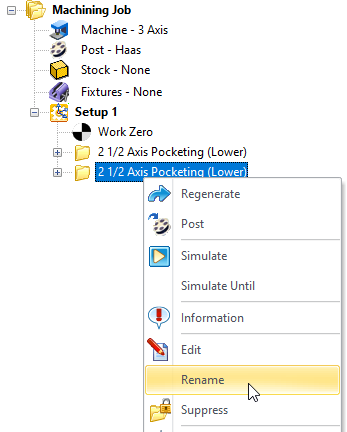 Machining Job
Machine - 3 Axis
Post - Haas
Stock - None
Fixtures - None
Setup 1
Work Zero
2 1/2 Axis Pocketing (Lower)
2 1/2 Axis Pocketing (Lower)
Regenerate
Post
Simulate
Simulate Until
Information
Edit
Rename
Suppress